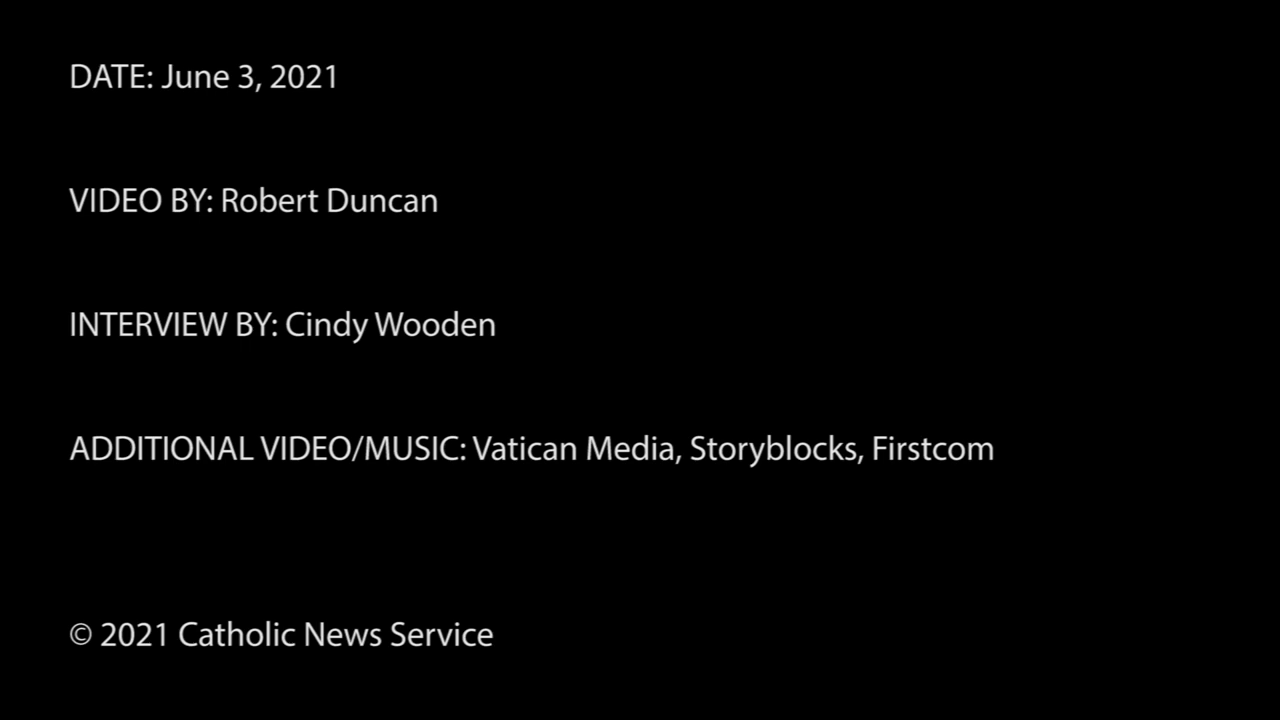 DATE: June 3, 2021
VIDEO BY: Robert Duncan
INTERVIEW BY: Cindy Wooden
ADDITIONAL VIDEO/MUSIC: Vatican Media, Storyblocks, Firstcom
© 2021 Catholic News Service